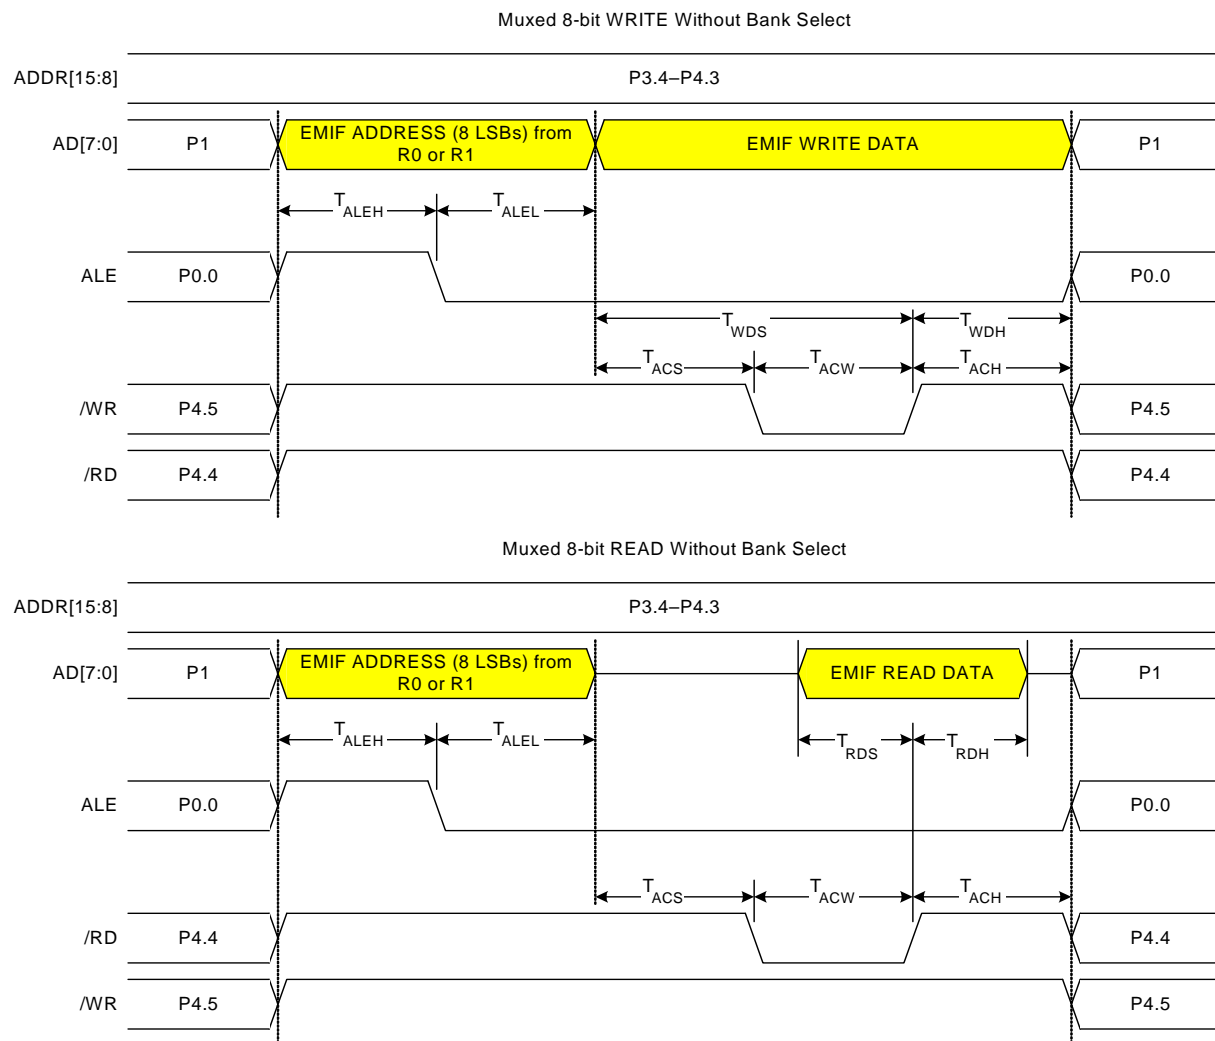 Muxed 8-bit WRITE Without Bank Select
ADDR[15:8] P3.4–P4.3
AD[7:0] P1 EMIF ADDRESS (8 LSBs) from R0 or R1 EMIF WRITE DATA P1
TALEH TALEL
ALE P0.0 P0.0
TWDS TWDH
TACS TACW TACH
/WR P4.5 P4.5
/RD P4.4 P4.4
Muxed 8-bit READ Without Bank Select
ADDR[15:8] P3.4–P4.3
AD[7:0] P1 EMIF ADDRESS (8 LSBs) from R0 or R1 EMIF READ DATA P1
TALEH TALEL TRDS TRDH
ALE P0.0 P0.0
TACS TACW TACH
/RD P4.4 P4.4
/WR P4.5 P4.5